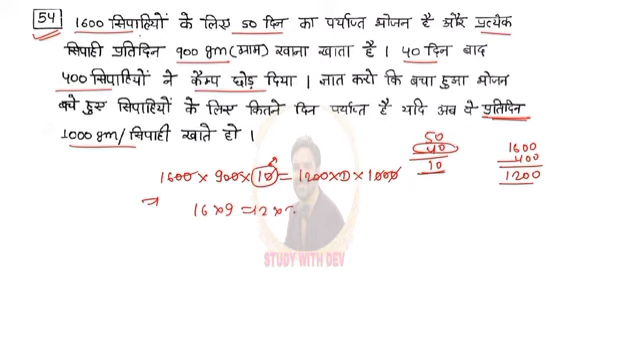 54 1600 सिपाहियों के लिए 50 दिन का पर्याप्त भोजन है और प्रत्येक
सिपाही प्रतिदिन 900 gm (ग्राम) खाना खाता है। 40 दिन बाद
400 सिपाहियों ने कैम्प छोड़ दिया। ज्ञात करो कि बचा हुआ भोजन
बचे हुए सिपाहियों के लिए कितने दिन पर्याप्त है यदि अब वे प्रतिदिन
1000 gm/सिपाही खाते हो।
50
40
10
1600
400
1200
1600 × 900 × 10 = 1200 × D × 1000
⇒ 16 × 9 = 12 ×
STUDY WITH DEV